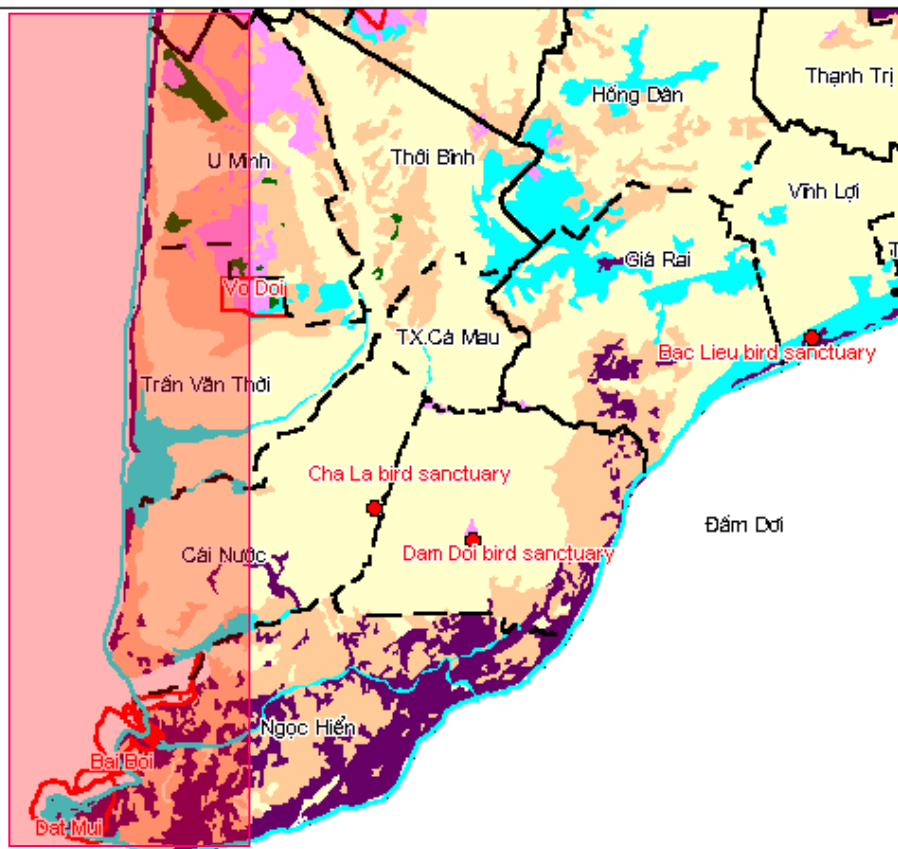 Thạnh Trị
Hồng Dân
Thới Bình
U Minh
Vĩnh Lợi
Giá Rai
Vo Doi
T
TX.Cà Mau
Bac Lieu bird sanctuary
Trần Văn Thời
Cha La bird sanctuary
Đầm Dơi
Dam Doi bird sanctuary
Cái Nước
Ngọc Hiển
Bai Boi
Dat Mui